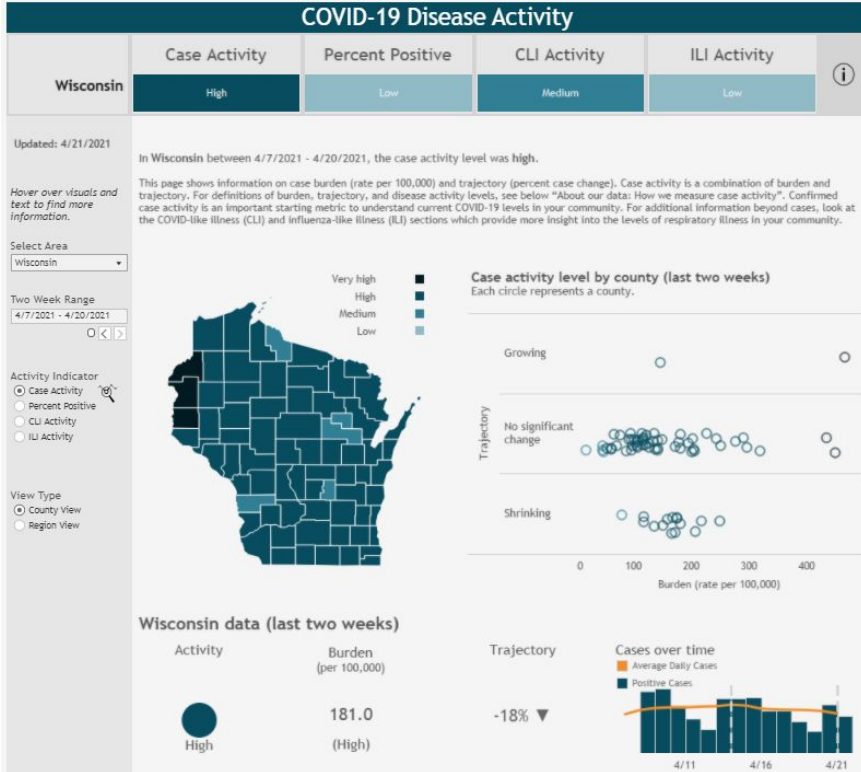 COVID-19 Disease Activity
Wisconsin
Case Activity
High
Percent Positive
Low
CLI Activity
Medium
ILI Activity
Low
i
Updated: 4/21/2021
Hover over visuals and
text to find more
information.
Select Area
Wisconsin
Two Week Range
4/7/2021 - 4/20/2021
Activity Indicator
Case Activity
Percent Positive
CLI Activity
ILI Activity
View Type
County View
Region View
In Wisconsin between 4/7/2021 - 4/20/2021, the case activity level was high.
This page shows information on case burden (rate per 100,000) and trajectory (percent case change). Case activity is a combination of burden and
trajectory. For definitions of burden, trajectory, and disease activity levels, see below "About our data: How we measure case activity". Confirmed
case activity is an important starting metric to understand current COVID-19 levels in your community. For additional information beyond cases, look at
the COVID-like illness (CLI) and influenza-like illness (ILI) sections which provide more insight into the levels of respiratory illness in your community.
Very high
High
Medium
Low
Case activity level by county (last two weeks)
Each circle represents a county.
Trajectory
Growing
No significant
change
Shrinking
0 100 200 300 400
Burden (rate per 100,000)
Wisconsin data (last two weeks)
Activity
High
Burden
(per 100,000)
181.0
(High)
Trajectory
-18% ▼
Cases over time
Average Daily Cases
Positive Cases
4/11 4/16 4/21